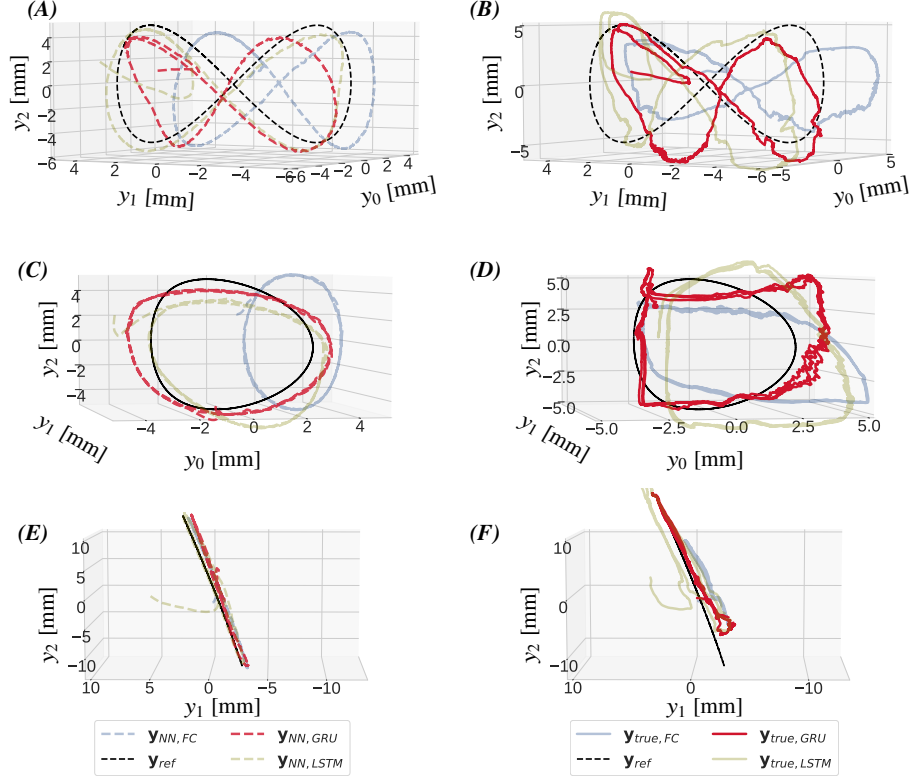 (A)
4
2
0
−2
−4
−6
y2 [mm]
4
2
0
−2
−4
−6
−6
−4
−2
0
2
4
y1 [mm]
y0 [mm]
(B)
5
0
−5
y2 [mm]
4
2
0
−2
−4
−6
−5
0
5
y1 [mm]
y0 [mm]
(C)
4
2
0
−2
−4
y2 [mm]
y1 [mm]
−4
−2
0
2
4
y0 [mm]
(D)
5.0
2.5
0.0
−2.5
−5.0
y2 [mm]
y1 [mm]
−5.0
−2.5
0.0
2.5
5.0
y0 [mm]
(E)
10
5
0
−5
−10
y2 [mm]
10
5
0
−5
−10
y1 [mm]
(F)
10
0
−10
y2 [mm]
10
0
−10
y1 [mm]
yNN, FC
yNN, GRU
yref
yNN, LSTM
ytrue, FC
ytrue, GRU
yref
ytrue, LSTM